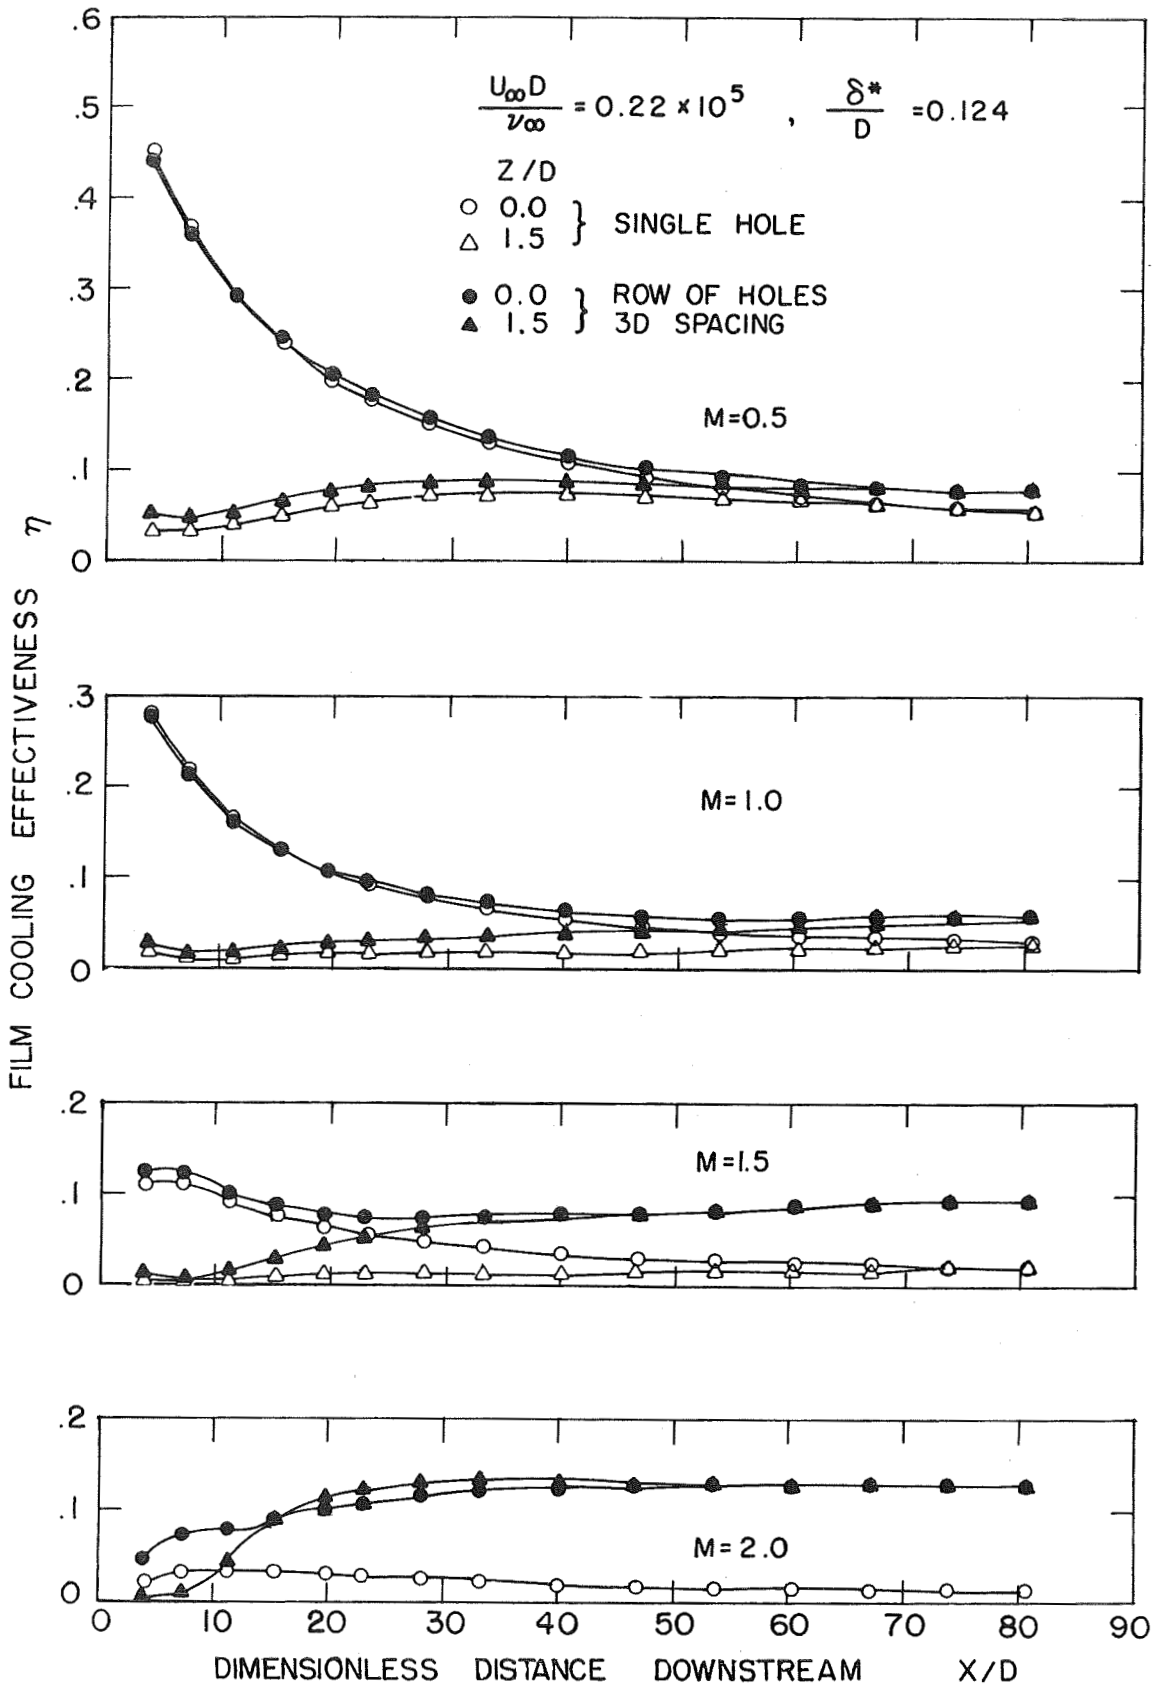 .6
.5
.4
.3
.2
.1
0
U∞D / ν∞ = 0.22 × 10^5 , δ* / D = 0.124
Z/D
○ 0.0 } SINGLE HOLE
△ 1.5
● 0.0 } ROW OF HOLES
▲ 1.5 3D SPACING
M=0.5
η
FILM COOLING EFFECTIVENESS
.3
.2
.1
0
M=1.0
.2
.1
0
M=1.5
.2
.1
0
M=2.0
0 10 20 30 40 50 60 70 80 90
DIMENSIONLESS DISTANCE DOWNSTREAM X/D